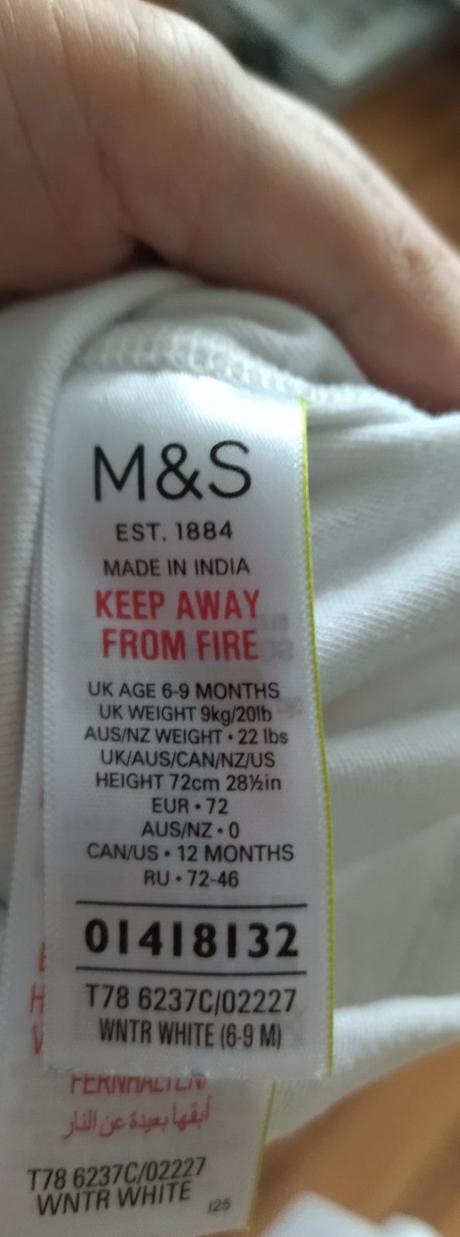 M&S
EST. 1884
MADE IN INDIA
KEEP AWAY
FROM FIRE
UK AGE 6-9 MONTHS
UK WEIGHT 9kg/20lb
AUS/NZ WEIGHT • 22 lbs
UK/AUS/CAN/NZ/US
HEIGHT 72cm 28½in
EUR • 72
AUS/NZ • 0
CAN/US • 12 MONTHS
RU • 72-46
01418132
T78 6237C/02227
WNTR WHITE (6-9 M)
FERNHALTEN/
أبقها بعيدة عن النار
T78 6237C/02227
WNTR WHITE
125